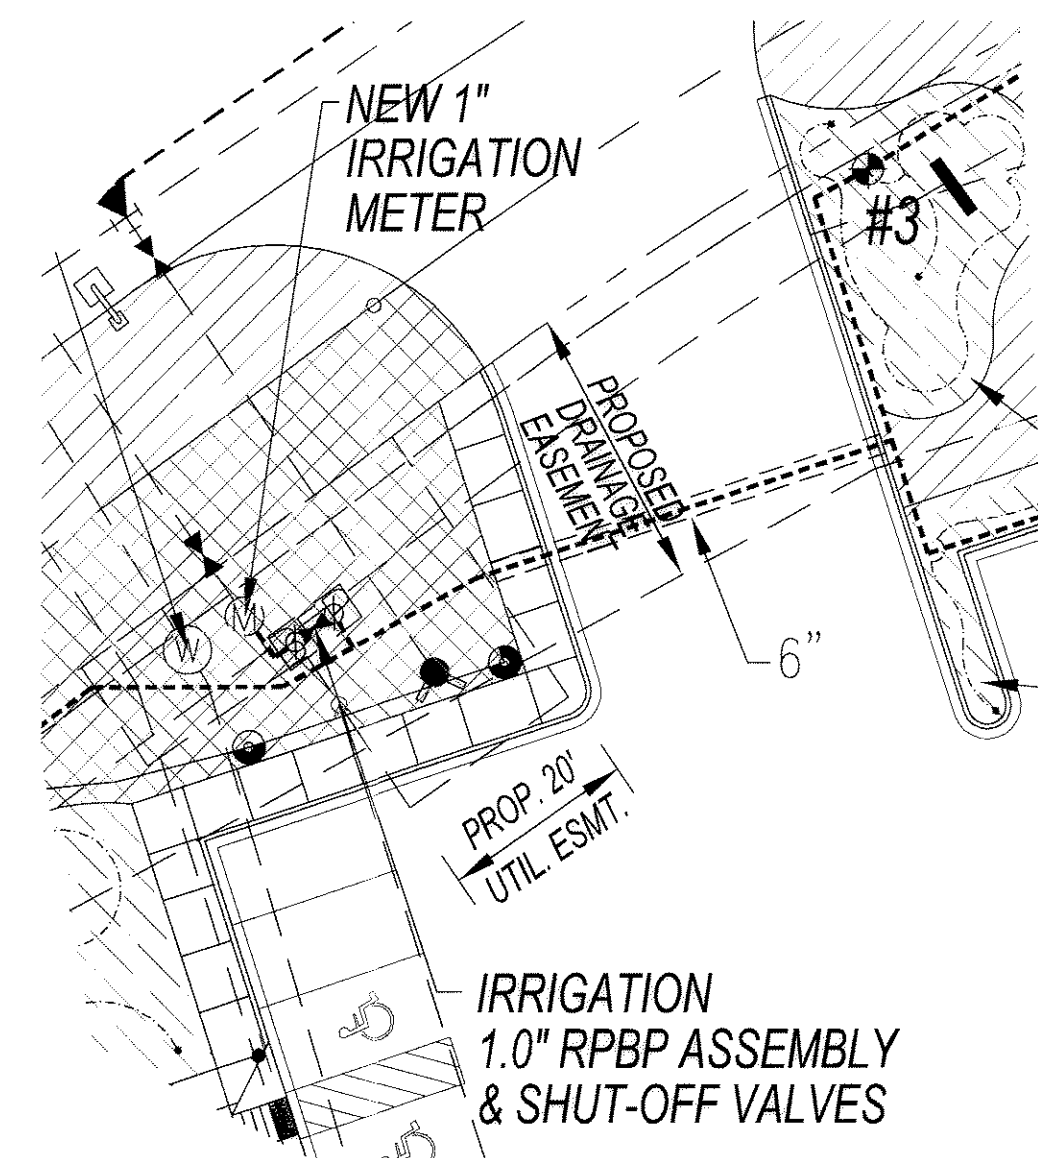 NEW 1"
IRRIGATION
METER
#3
PROPOSED
DRAINAGE
EASEMENT
M
W
6”
PROP. 20'
UTIL. ESMT.
IRRIGATION
1.0" RPBP ASSEMBLY
& SHUT-OFF VALVES